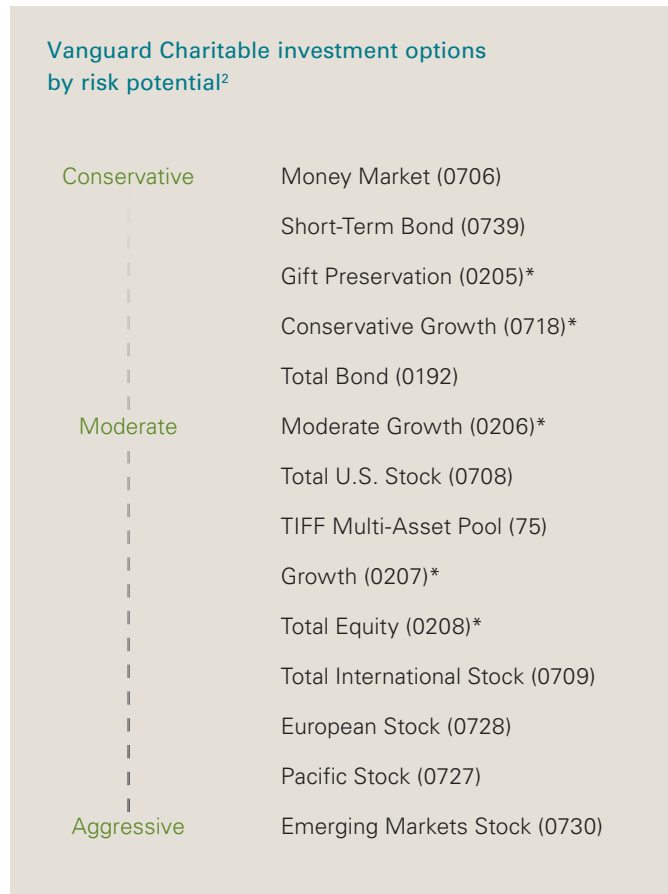 Vanguard Charitable investment options
by risk potential²
Conservative Money Market (0706)
Short-Term Bond (0739)
Gift Preservation (0205)*
Conservative Growth (0718)*
Total Bond (0192)
Moderate Moderate Growth (0206)*
Total U.S. Stock (0708)
TIFF Multi-Asset Pool (75)
Growth (0207)*
Total Equity (0208)*
Total International Stock (0709)
European Stock (0728)
Pacific Stock (0727)
Aggressive Emerging Markets Stock (0730)